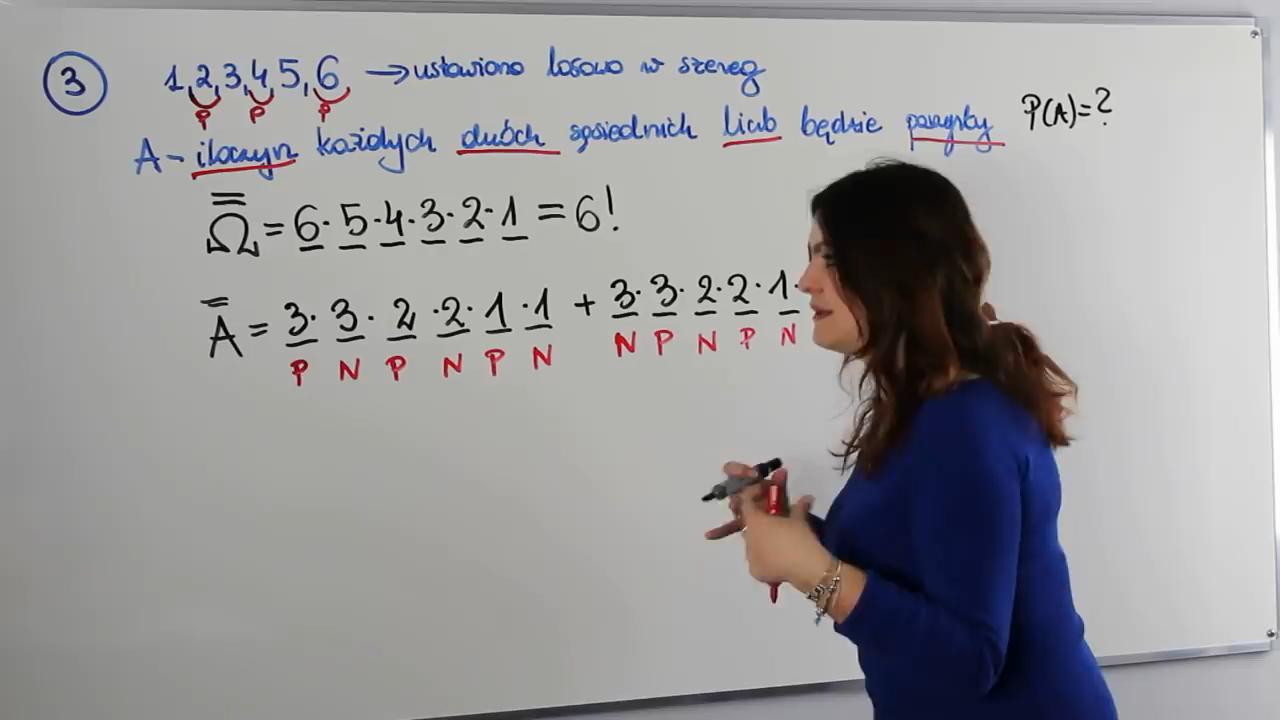 3 1,2,3,4,5,6 → ustawiono losowo w szereg
P P P
A - iloczyn każdych dwóch sąsiednich liczb będzie parzysty P(A)=?
Ω = 6·5·4·3·2·1 = 6!
A = 3·3·2·2·1·1 + 3·3·2·2·1·
P N P N P N N P N P N